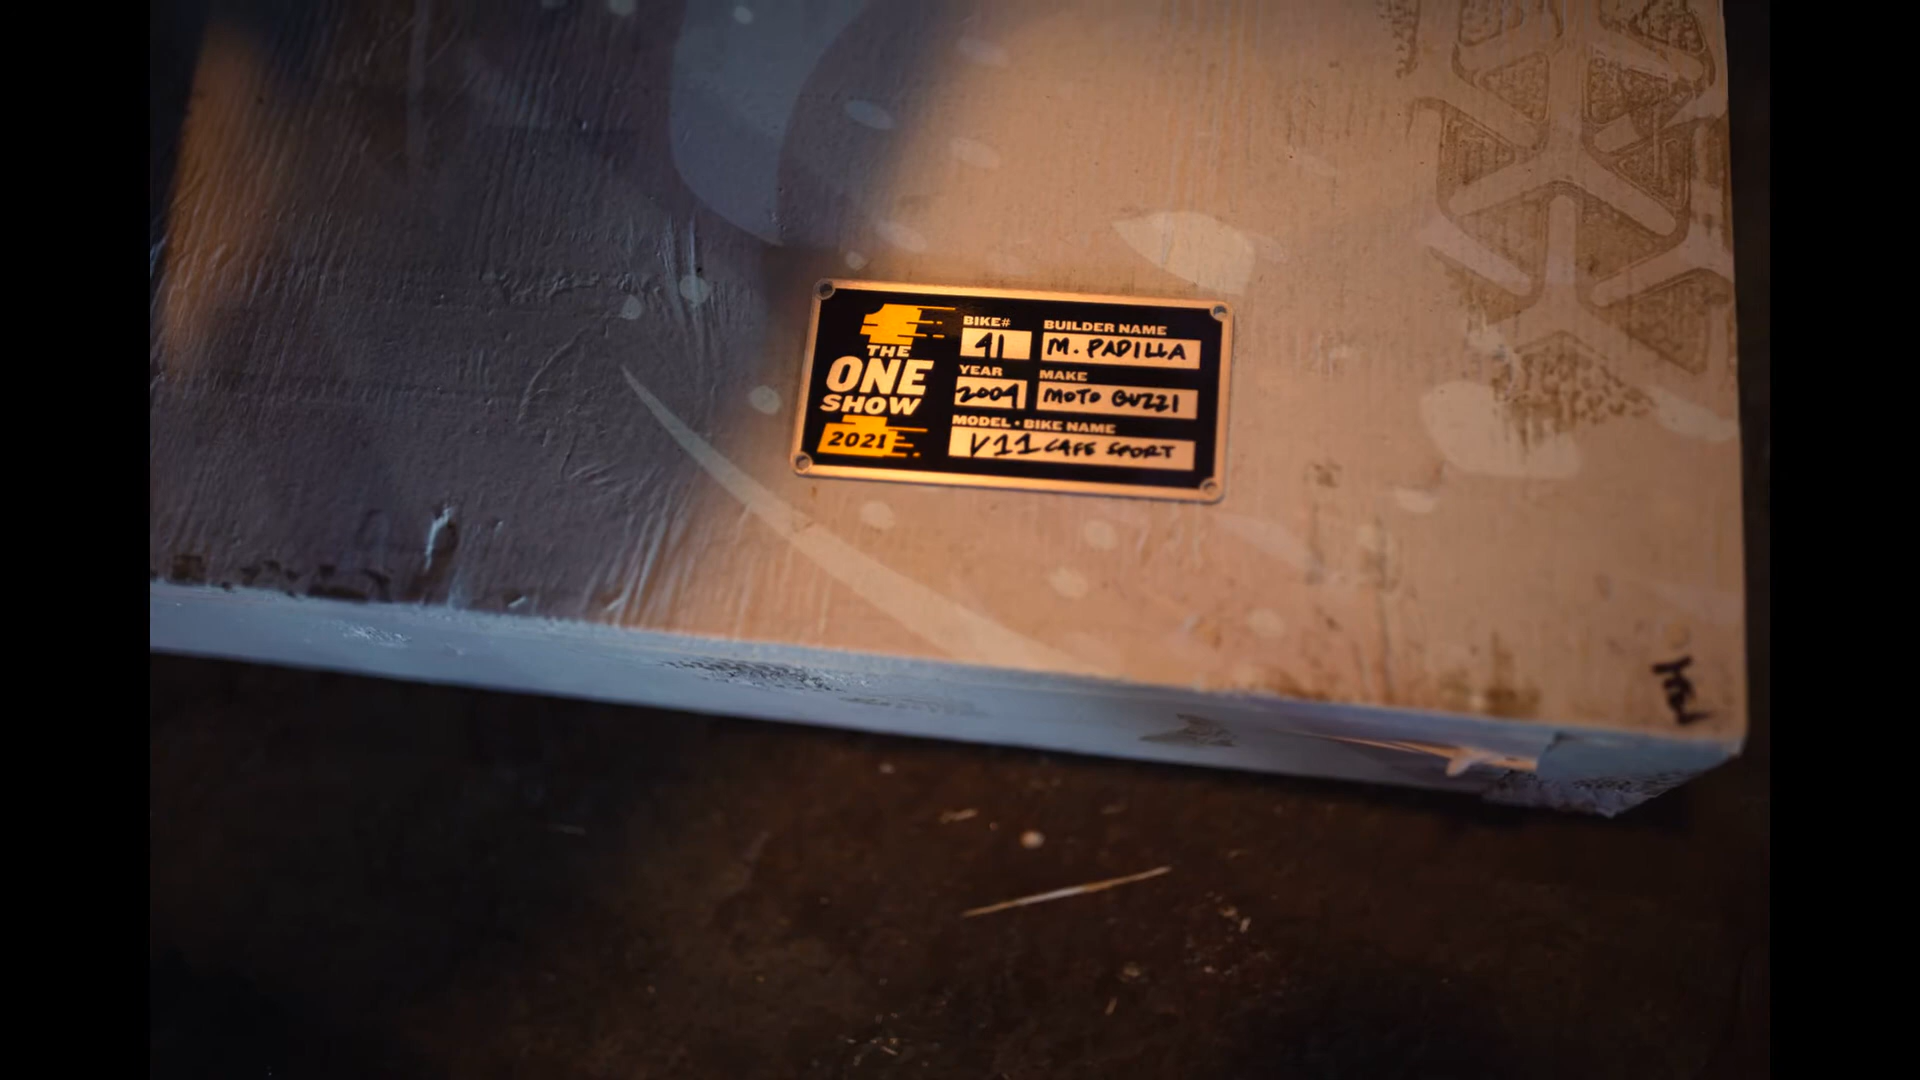 THE
ONE
SHOW
2021
BIKE#
41
BUILDER NAME
M. PADILLA
YEAR
2004
MAKE
MOTO GUZZI
MODEL • BIKE NAME
V11 CAFE SPORT